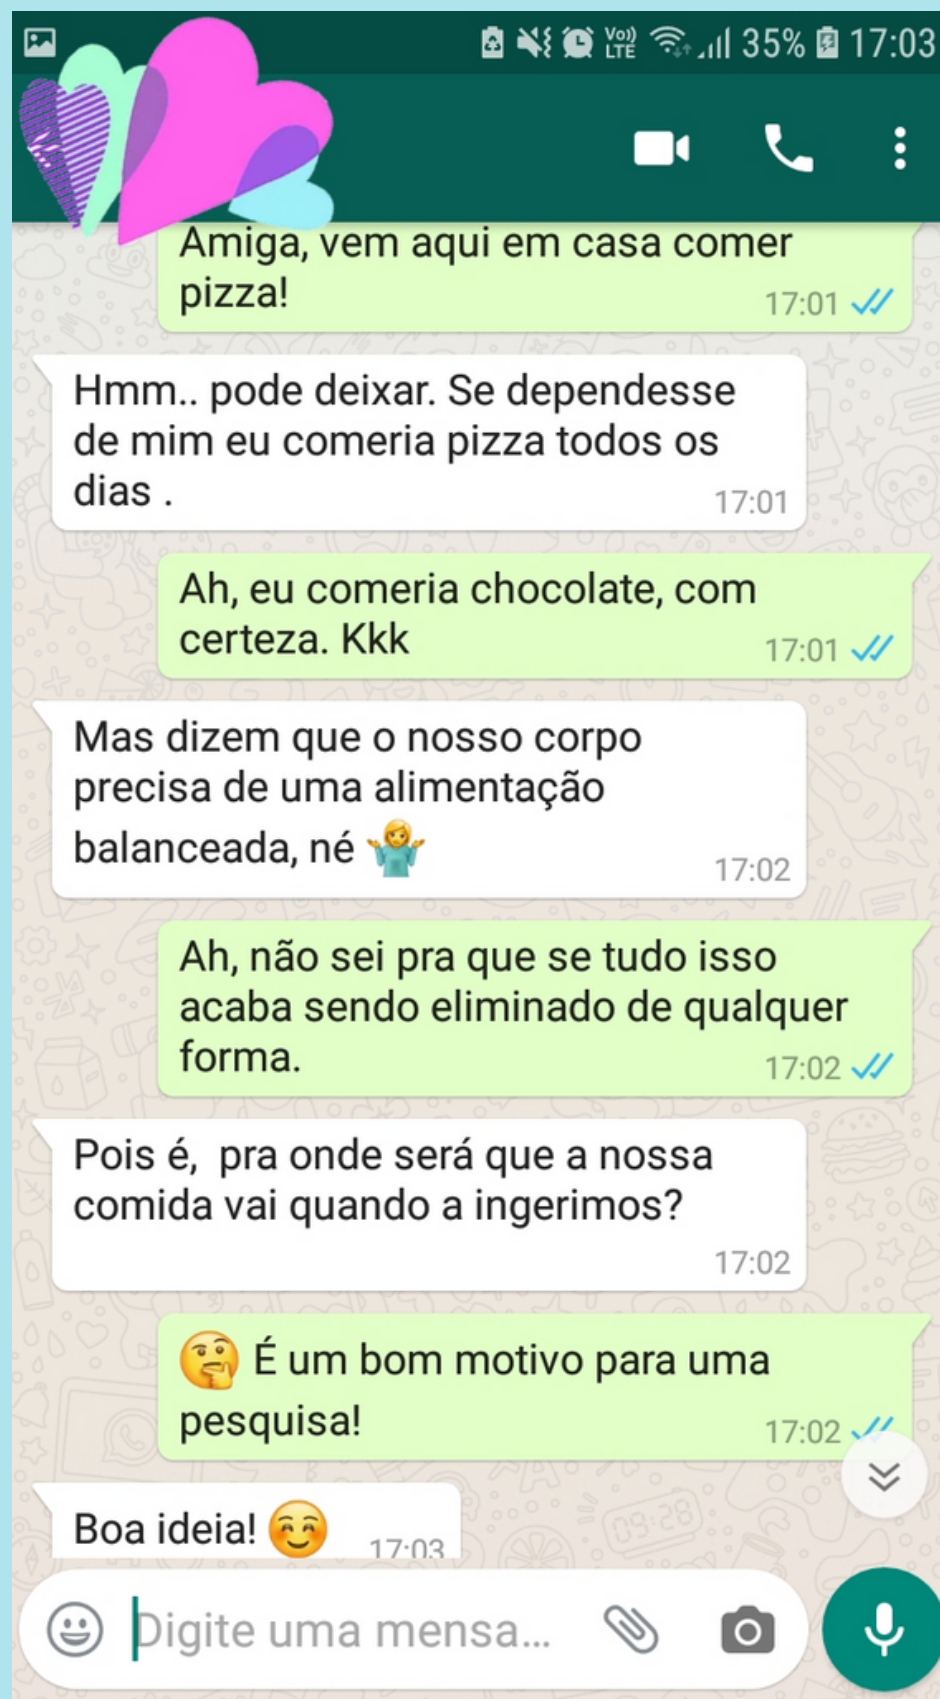 Vo)) LTE 35% 17:03
Amiga, vem aqui em casa comer
pizza! 17:01
Hmm.. pode deixar. Se dependesse
de mim eu comeria pizza todos os
dias . 17:01
Ah, eu comeria chocolate, com
certeza. Kkk 17:01
Mas dizem que o nosso corpo
precisa de uma alimentação
balanceada, né 🤷‍♀️ 17:02
Ah, não sei pra que se tudo isso
acaba sendo eliminado de qualquer
forma. 17:02
Pois é,  pra onde será que a nossa
comida vai quando a ingerimos?
17:02
🤔 É um bom motivo para uma
pesquisa! 17:02
Boa ideia! ☺️ 17:03
Digite uma mensa...